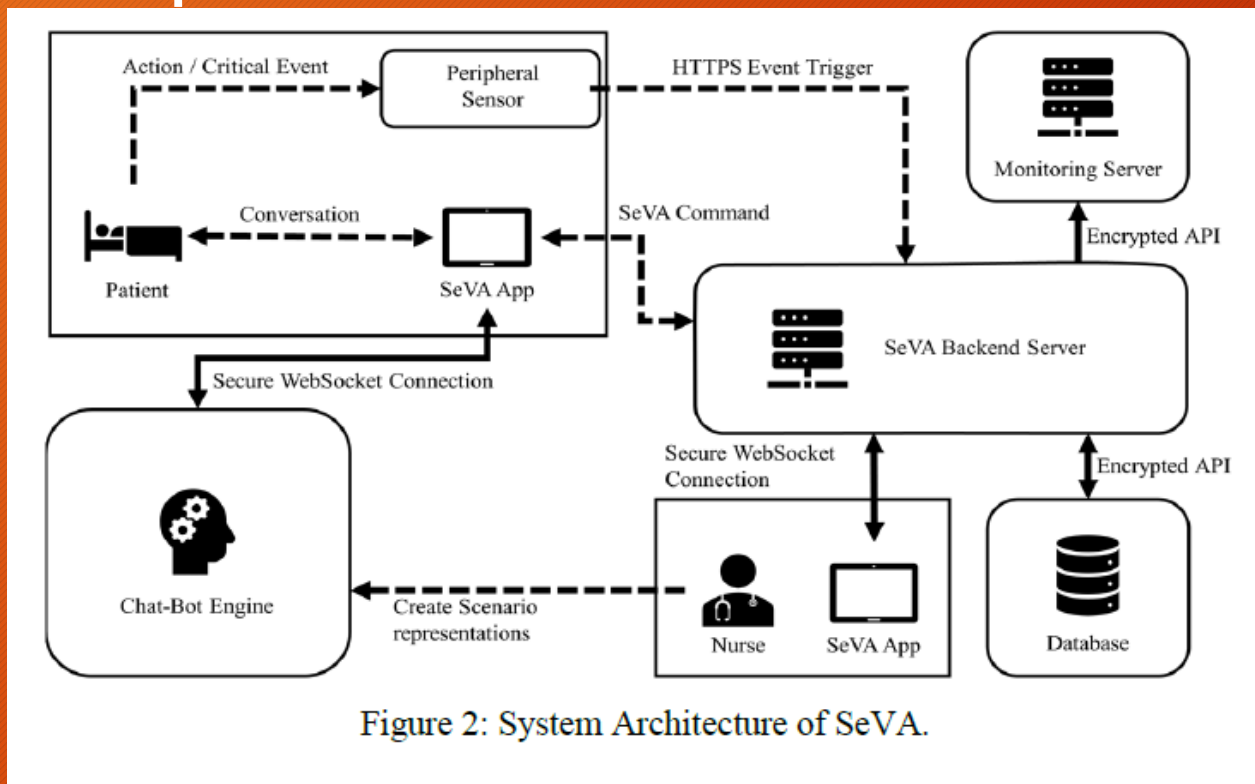 Action / Critical Event
Peripheral
Sensor
HTTPS Event Trigger
Monitoring Server
Conversation
SeVA Command
Encrypted API
Patient
SeVA App
SeVA Backend Server
Secure WebSocket Connection
Secure WebSocket
Connection
Encrypted API
Chat-Bot Engine
Create Scenario
representations
Nurse
SeVA App
Database
Figure 2: System Architecture of SeVA.